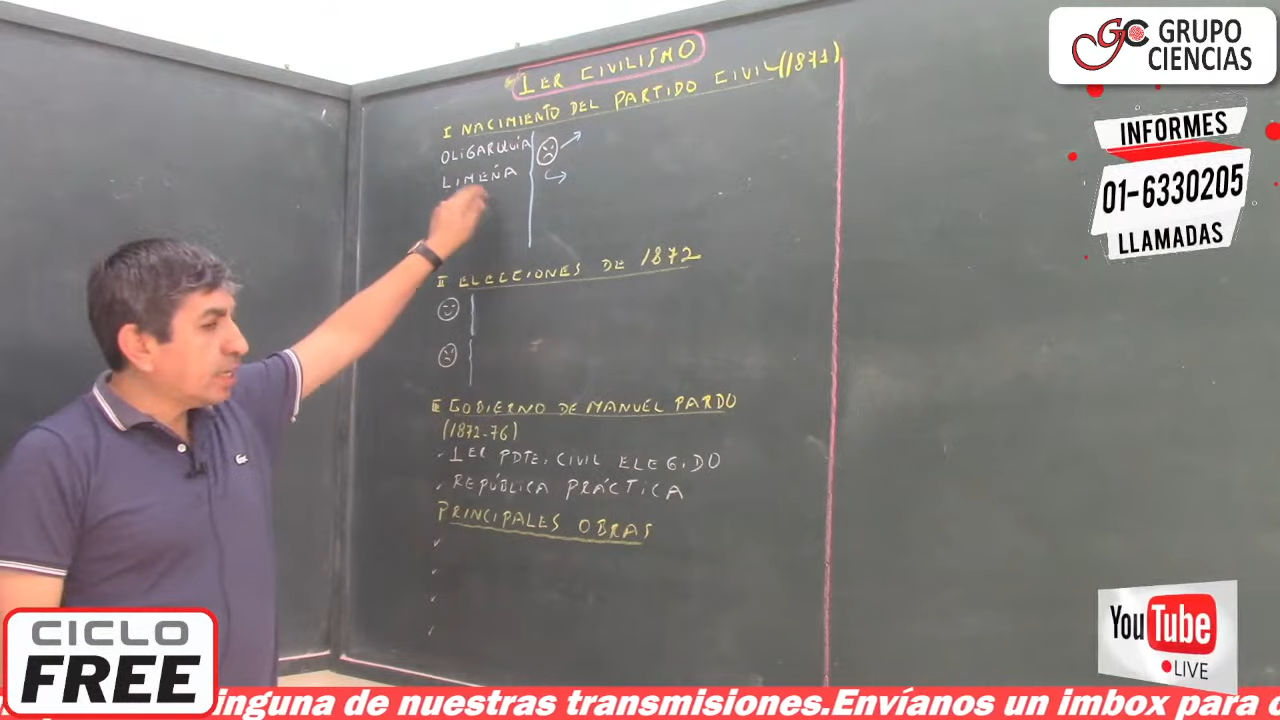 1ER CIVILISMO
I NACIMIENTO DEL PARTIDO CIVIL (1871)
OLIGARQUÍA
LIMEÑA
II ELECCIONES DE 1872
III GOBIERNO DE MANUEL PARDO
(1872-76)
- 1ER PDTE. CIVIL ELEGIDO
- REPÚBLICA PRÁCTICA
PRINCIPALES OBRAS
GC GRUPO
CIENCIAS
INFORMES
01-6330205
LLAMADAS
YouTube
LIVE
CICLO
FREE
inguna de nuestras transmisiones.Envíanos un imbox para